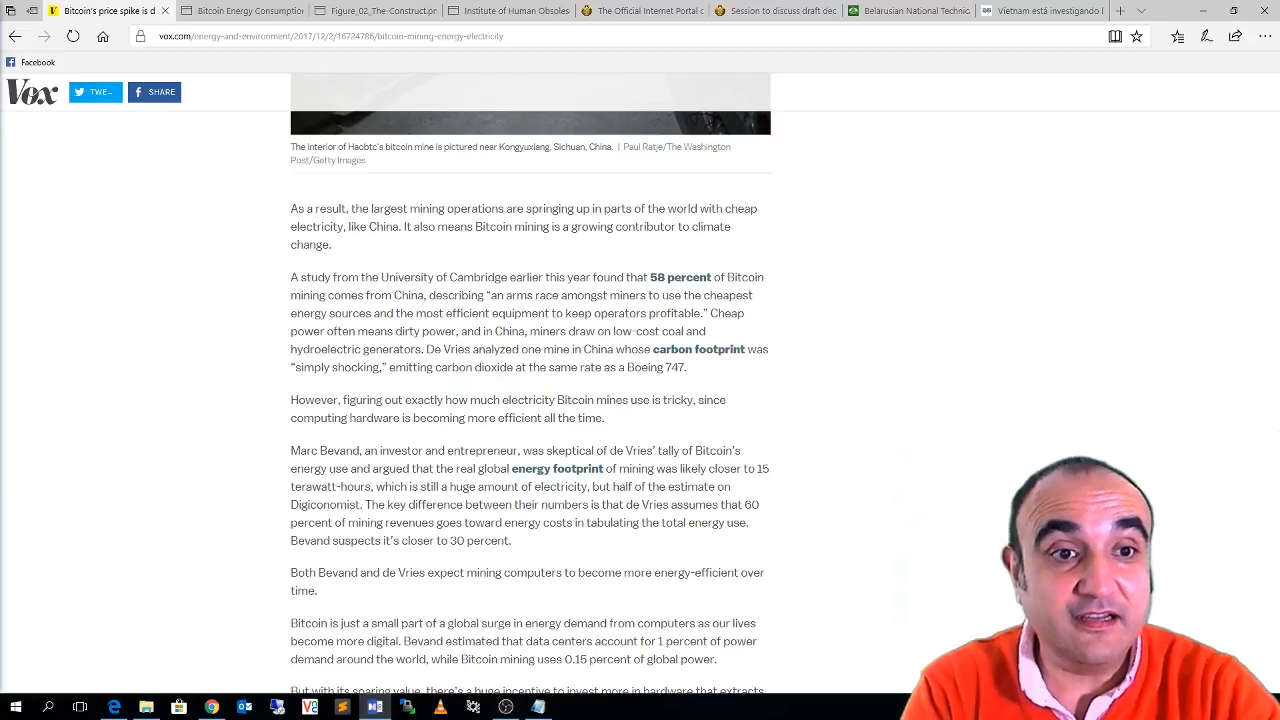 Bitcoin's price spike is d
Bitcoin Energy Consumption
Figure_02_The-Construct.pn
Institute of Human Obsoles
The Official Internet Portal o
Session to discuss draft dec
Belarusian National Technic
Vietnam está investigando l
vox.com/energy-and-environment/2017/12/2/16724786/bitcoin-mining-energy-electricity
Facebook
Vox
TWE...
SHARE
The interior of Haobtc's bitcoin mine is pictured near Kongyuxiang, Sichuan, China. | Paul Ratje/The Washington
Post/Getty Images
As a result, the largest mining operations are springing up in parts of the world with cheap
electricity, like China. It also means Bitcoin mining is a growing contributor to climate
change.
A study from the University of Cambridge earlier this year found that 58 percent of Bitcoin
mining comes from China, describing “an arms race amongst miners to use the cheapest
energy sources and the most efficient equipment to keep operators profitable.” Cheap
power often means dirty power, and in China, miners draw on low-cost coal and
hydroelectric generators. De Vries analyzed one mine in China whose carbon footprint was
“simply shocking,” emitting carbon dioxide at the same rate as a Boeing 747.
However, figuring out exactly how much electricity Bitcoin mines use is tricky, since
computing hardware is becoming more efficient all the time.
Marc Bevand, an investor and entrepreneur, was skeptical of de Vries’ tally of Bitcoin’s
energy use and argued that the real global energy footprint of mining was likely closer to 15
terawatt-hours, which is still a huge amount of electricity, but half of the estimate on
Digiconomist. The key difference between their numbers is that de Vries assumes that 60
percent of mining revenues goes toward energy costs in tabulating the total energy use.
Bevand suspects it’s closer to 30 percent.
Both Bevand and de Vries expect mining computers to become more energy-efficient over
time.
Bitcoin is just a small part of a global surge in energy demand from computers as our lives
become more digital. Bevand estimated that data centers account for 1 percent of power
demand around the world, while Bitcoin mining uses 0.15 percent of global power.
But with its soaring value, there’s a huge incentive to invest more in hardware that extracts